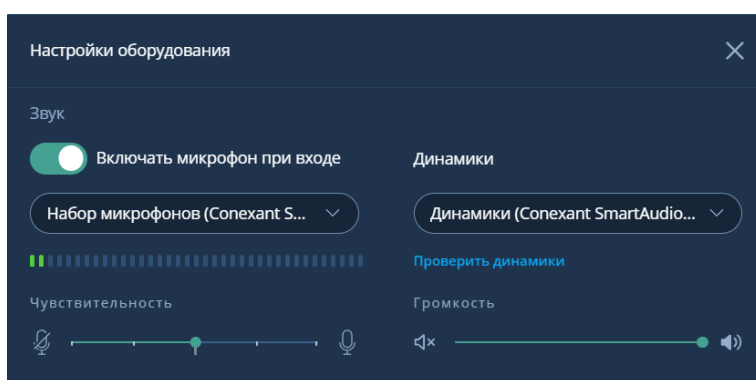 Настройки оборудования
Звук
Включать микрофон при входе
Динамики
Набор микрофонов (Conexant S...
Динамики (Conexant SmartAudio...
Проверить динамики
Чувствительность
Громкость